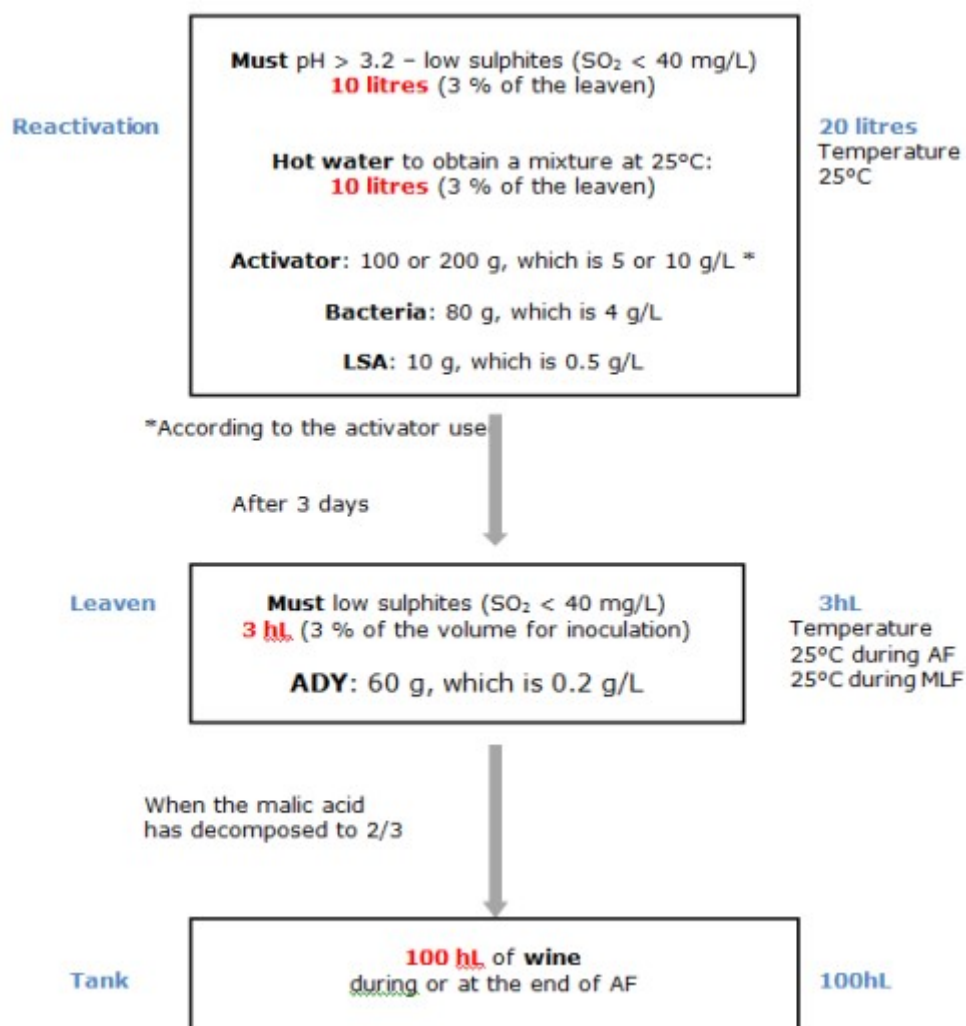 Must pH > 3.2 – low sulphites (SO₂ < 40 mg/L)
10 litres (3 % of the leaven)
Reactivation
20 litres
Temperature
25°C
Hot water to obtain a mixture at 25°C:
10 litres (3 % of the leaven)
Activator: 100 or 200 g, which is 5 or 10 g/L *
Bacteria: 80 g, which is 4 g/L
LSA: 10 g, which is 0.5 g/L
*According to the activator use
After 3 days
Leaven
Must low sulphites (SO₂ < 40 mg/L)
3 hL (3 % of the volume for inoculation)
ADY: 60 g, which is 0.2 g/L
3hL
Temperature
25°C during AF
25°C during MLF
When the malic acid
has decomposed to 2/3
Tank
100 hL of wine
during or at the end of AF
100hL